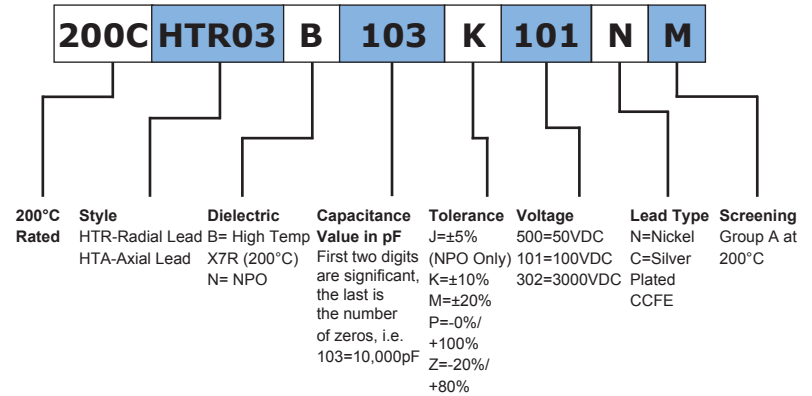 200C HTR03 B 103 K 101 N M
200°C
Rated
Style
HTR-Radial Lead
HTA-Axial Lead
Dielectric
B= High Temp
X7R (200°C)
N= NPO
Capacitance
Value in pF
First two digits
are significant,
the last is
the number
of zeros, i.e.
103=10,000pF
Tolerance
J=±5%
(NPO Only)
K=±10%
M=±20%
P=-0%/
+100%
Z=-20%/
+80%
Voltage
500=50VDC
101=100VDC
302=3000VDC
Lead Type
N=Nickel
C=Silver
Plated
CCFE
Screening
Group A at
200°C